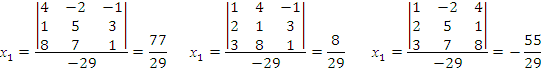 x₁ = |4 -2 -1; 1 5 3; 8 7 1| / -29 = 77/29  x₁ = |1 4 -1; 2 1 3; 3 8 1| / -29 = 8/29  x₁ = |1 -2 4; 2 5 1; 3 7 8| / -29 = -55/29